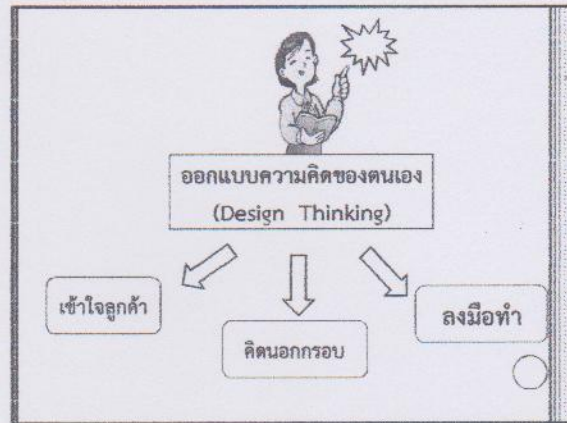 ออกแบบความคิดของตนเอง
(Design Thinking)
เข้าใจลูกค้า
คิดนอกกรอบ
ลงมือทำ